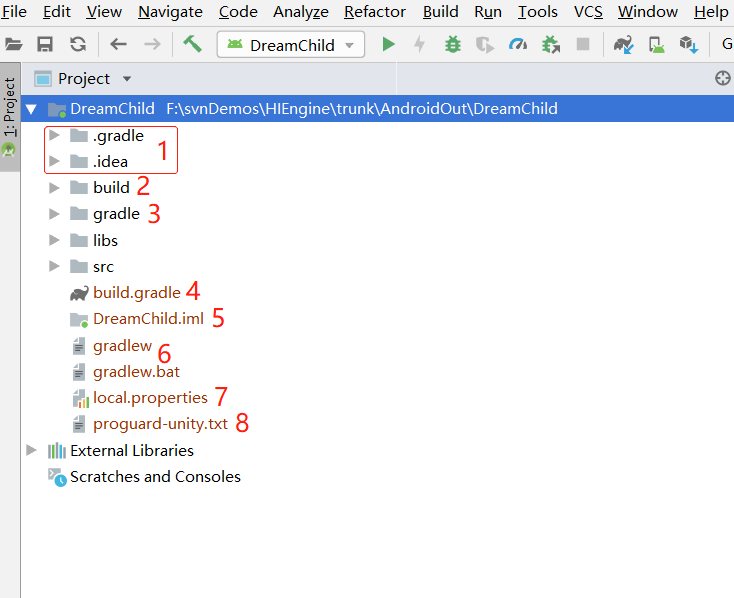 File Edit View Navigate Code Analyze Refactor Build Run Tools VCS Window Help
DreamChild G
1: Project
Project
DreamChild F:\svnDemos\HIEngine\trunk\AndroidOut\DreamChild
.gradle
.idea
1
build 2
gradle 3
libs
src
build.gradle 4
DreamChild.iml 5
gradlew
6
gradlew.bat
local.properties 7
proguard-unity.txt 8
External Libraries
Scratches and Consoles